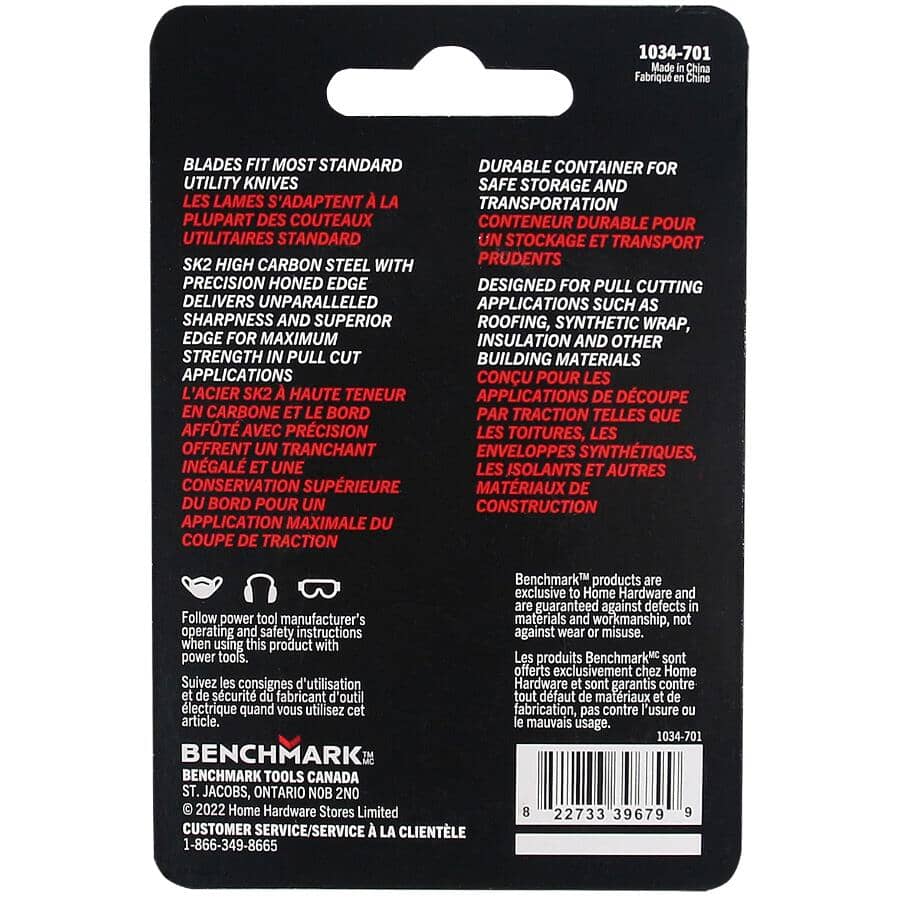 1034-701
Made in China
Fabriqué en Chine
BLADES FIT MOST STANDARD
UTILITY KNIVES
LES LAMES S'ADAPTENT À LA
PLUPART DES COUTEAUX
UTILITAIRES STANDARD
SK2 HIGH CARBON STEEL WITH
PRECISION HONED EDGE
DELIVERS UNPARALLELED
SHARPNESS AND SUPERIOR
EDGE FOR MAXIMUM
STRENGTH IN PULL CUT
APPLICATIONS
L'ACIER SK2 À HAUTE TENEUR
EN CARBONE ET LE BORD
AFFÛTÉ AVEC PRÉCISION
OFFRENT UN TRANCHANT
INÉGALÉ ET UNE
CONSERVATION SUPÉRIEURE
DU BORD POUR UN
APPLICATION MAXIMALE DU
COUPE DE TRACTION
DURABLE CONTAINER FOR
SAFE STORAGE AND
TRANSPORTATION
CONTENEUR DURABLE POUR
UN STOCKAGE ET TRANSPORT
PRUDENTS
DESIGNED FOR PULL CUTTING
APPLICATIONS SUCH AS
ROOFING, SYNTHETIC WRAP,
INSULATION AND OTHER
BUILDING MATERIALS
CONÇU POUR LES
APPLICATIONS DE DÉCOUPE
PAR TRACTION TELLES QUE
LES TOITURES, LES
ENVELOPPES SYNTHÉTIQUES,
LES ISOLANTS ET AUTRES
MATÉRIAUX DE
CONSTRUCTION
Follow power tool manufacturer's
operating and safety instructions
when using this product with
power tools.
Suivez les consignes d'utilisation
et de sécurité du fabricant d'outil
électrique quand vous utilisez cet
article.
BENCHMARK™ MC
BENCHMARK TOOLS CANADA
ST. JACOBS, ONTARIO N0B 2N0
© 2022 Home Hardware Stores Limited
CUSTOMER SERVICE/SERVICE À LA CLIENTÈLE
1-866-349-8665
Benchmark™ products are
exclusive to Home Hardware and
are guaranteed against defects in
materials and workmanship, not
against wear or misuse.
Les produits Benchmark MC sont
offerts exclusivement chez Home
Hardware et sont garantis contre
tout défaut de matériaux et de
fabrication, pas contre l'usure ou
le mauvais usage.
1034-701
8 22733 39679 9